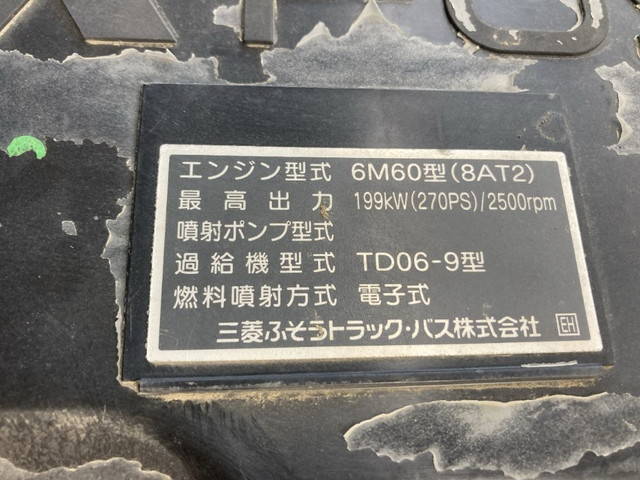 エンジン型式 6M60型(8AT2)
最高出力 199kW(270PS)/2500rpm
噴射ポンプ型式
過給機型式 TD06-9型
燃料噴射方式 電子式
三菱ふそうトラック・バス株式会社 EH